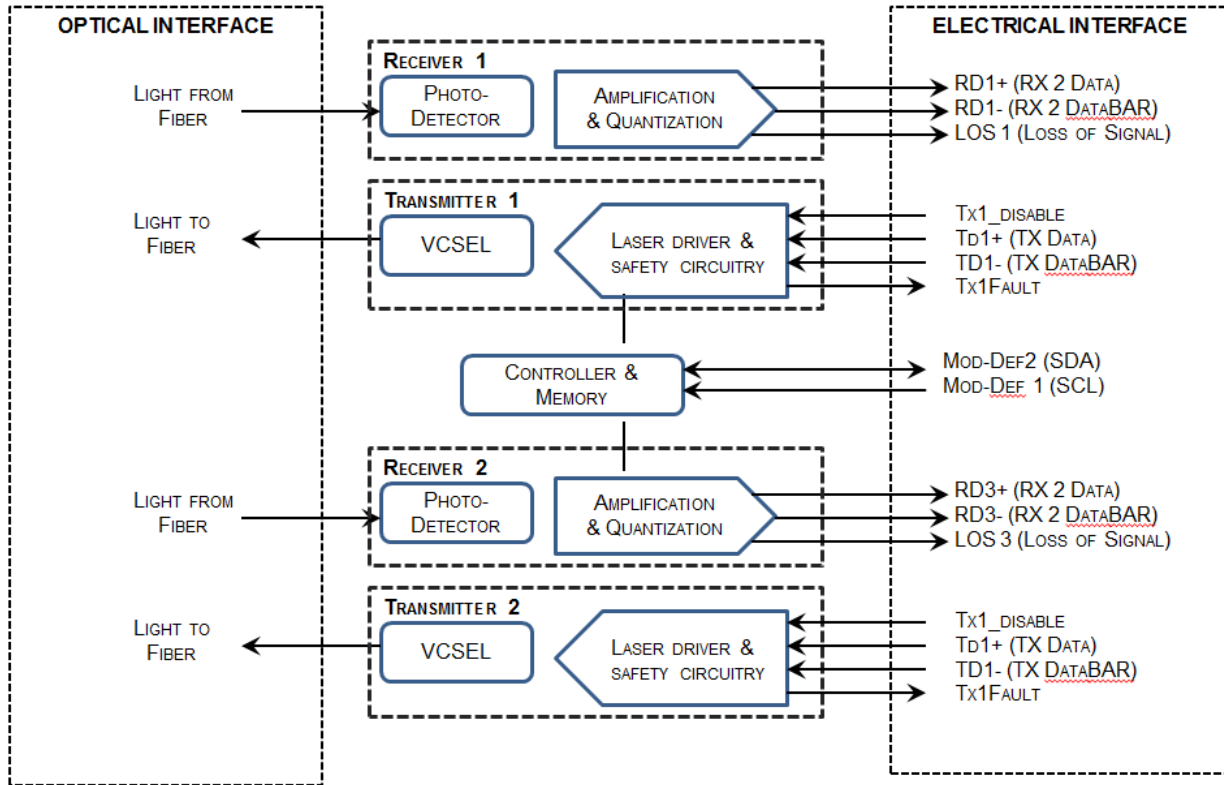 OPTICAL INTERFACE
ELECTRICAL INTERFACE
RECEIVER 1
LIGHT FROM
FIBER
PHOTO-
DETECTOR
AMPLIFICATION
& QUANTIZATION
RD1+ (RX 2 DATA)
RD1- (RX 2 DATABAR)
LOS 1 (LOSS OF SIGNAL)
TRANSMITTER 1
LIGHT TO
FIBER
VCSEL
LASER DRIVER &
SAFETY CIRCUITRY
TX1_DISABLE
TD1+ (TX DATA)
TD1- (TX DATABAR)
TX1FAULT
CONTROLLER &
MEMORY
MOD-DEF2 (SDA)
MOD-DEF 1 (SCL)
RECEIVER 2
LIGHT FROM
FIBER
PHOTO-
DETECTOR
AMPLIFICATION
& QUANTIZATION
RD3+ (RX 2 DATA)
RD3- (RX 2 DATABAR)
LOS 3 (LOSS OF SIGNAL)
TRANSMITTER 2
LIGHT TO
FIBER
VCSEL
LASER DRIVER &
SAFETY CIRCUITRY
TX1_DISABLE
TD1+ (TX DATA)
TD1- (TX DATABAR)
TX1FAULT